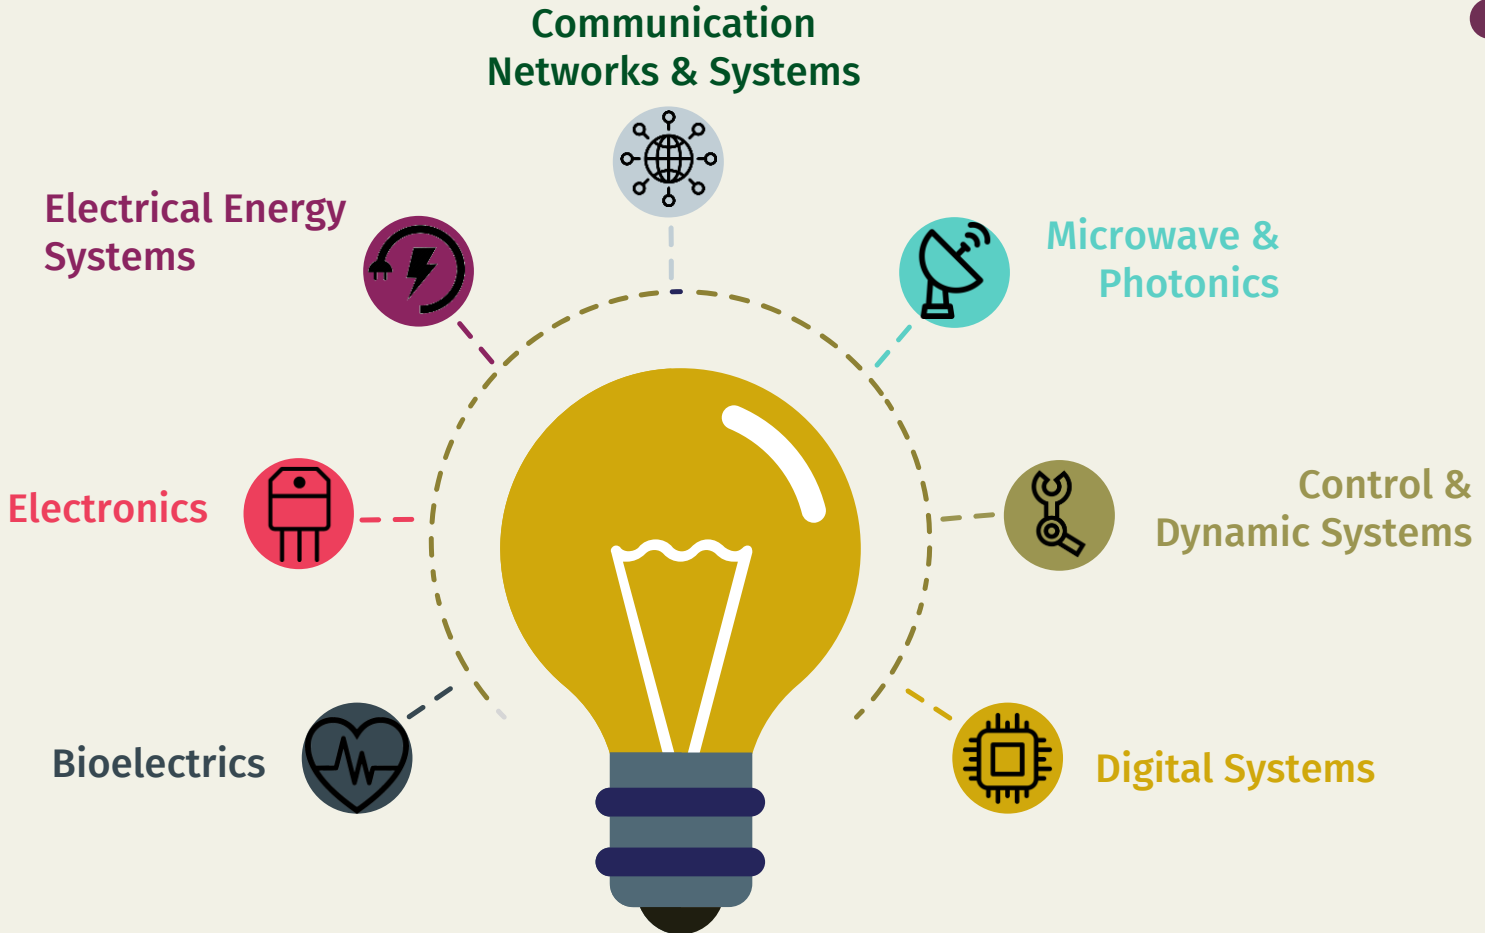 Communication
Networks & Systems
Electrical Energy
Systems
Microwave &
Photonics
Electronics
Control &
Dynamic Systems
Bioelectrics
Digital Systems